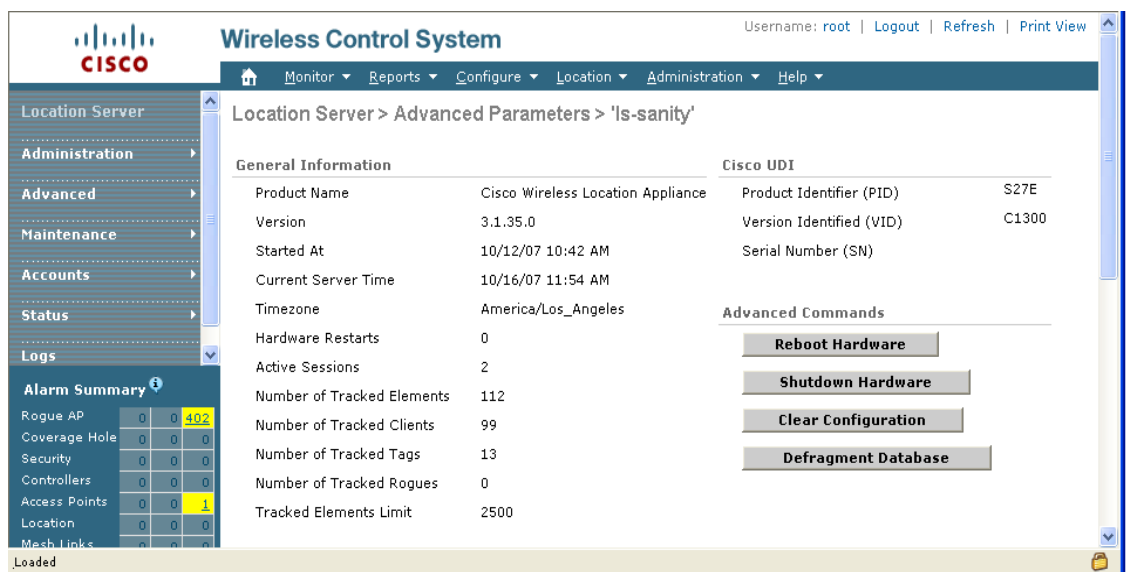 CISCO
Wireless Control System
Username: root | Logout | Refresh | Print View
Monitor Reports Configure Location Administration Help
Location Server
Administration
Advanced
Maintenance
Accounts
Status
Logs
Alarm Summary
Rogue AP 0 0 402
Coverage Hole 0 0 0
Security 0 0 0
Controllers 0 0 0
Access Points 0 0 1
Location 0 0 0
Mesh Links 0 0 0
Location Server > Advanced Parameters > 'ls-sanity'
General Information
Product Name Cisco Wireless Location Appliance
Version 3.1.35.0
Started At 10/12/07 10:42 AM
Current Server Time 10/16/07 11:54 AM
Timezone America/Los_Angeles
Hardware Restarts 0
Active Sessions 2
Number of Tracked Elements 112
Number of Tracked Clients 99
Number of Tracked Tags 13
Number of Tracked Rogues 0
Tracked Elements Limit 2500
Cisco UDI
Product Identifier (PID) S27E
Version Identified (VID) C1300
Serial Number (SN)
Advanced Commands
Reboot Hardware
Shutdown Hardware
Clear Configuration
Defragment Database
Loaded